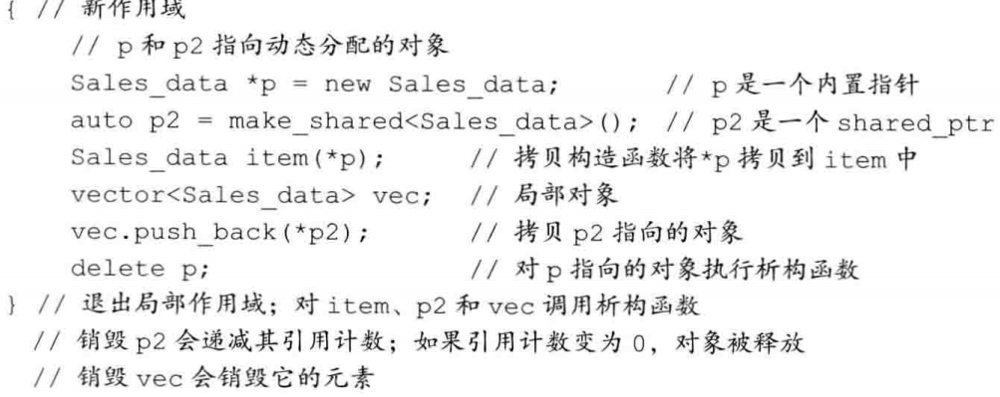 { // 新作用域
// p 和 p2 指向动态分配的对象
Sales_data *p = new Sales_data; // p 是一个内置指针
auto p2 = make_shared<Sales_data>(); // p2 是一个 shared_ptr
Sales_data item(*p); // 拷贝构造函数将*p 拷贝到 item 中
vector<Sales_data> vec; // 局部对象
vec.push_back(*p2); // 拷贝 p2 指向的对象
delete p; // 对 p 指向的对象执行析构函数
} // 退出局部作用域；对 item、p2 和 vec 调用析构函数
// 销毁 p2 会递减其引用计数；如果引用计数变为 0，对象被释放
// 销毁 vec 会销毁它的元素